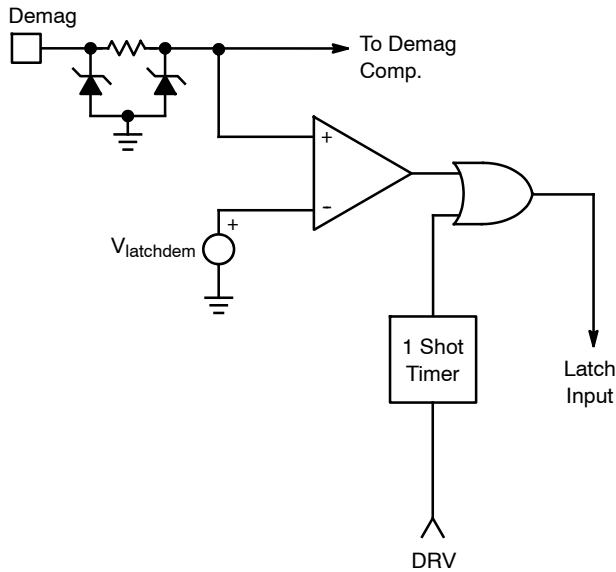 Demag
To Demag
Comp.
+
-
+
Vlatchdem
1 Shot
Timer
Latch
Input
DRV